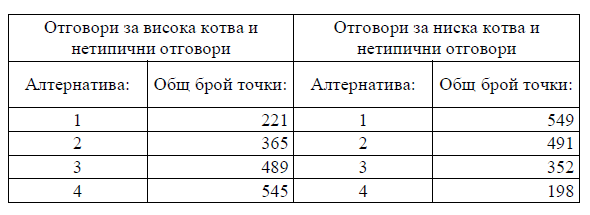 Отговори за висока котва и нетипични отговори | Отговори за ниска котва и нетипични отговори
Алтернатива: | Общ брой точки: | Алтернатива: | Общ брой точки:
1 | 221 | 1 | 549
2 | 365 | 2 | 491
3 | 489 | 3 | 352
4 | 545 | 4 | 198